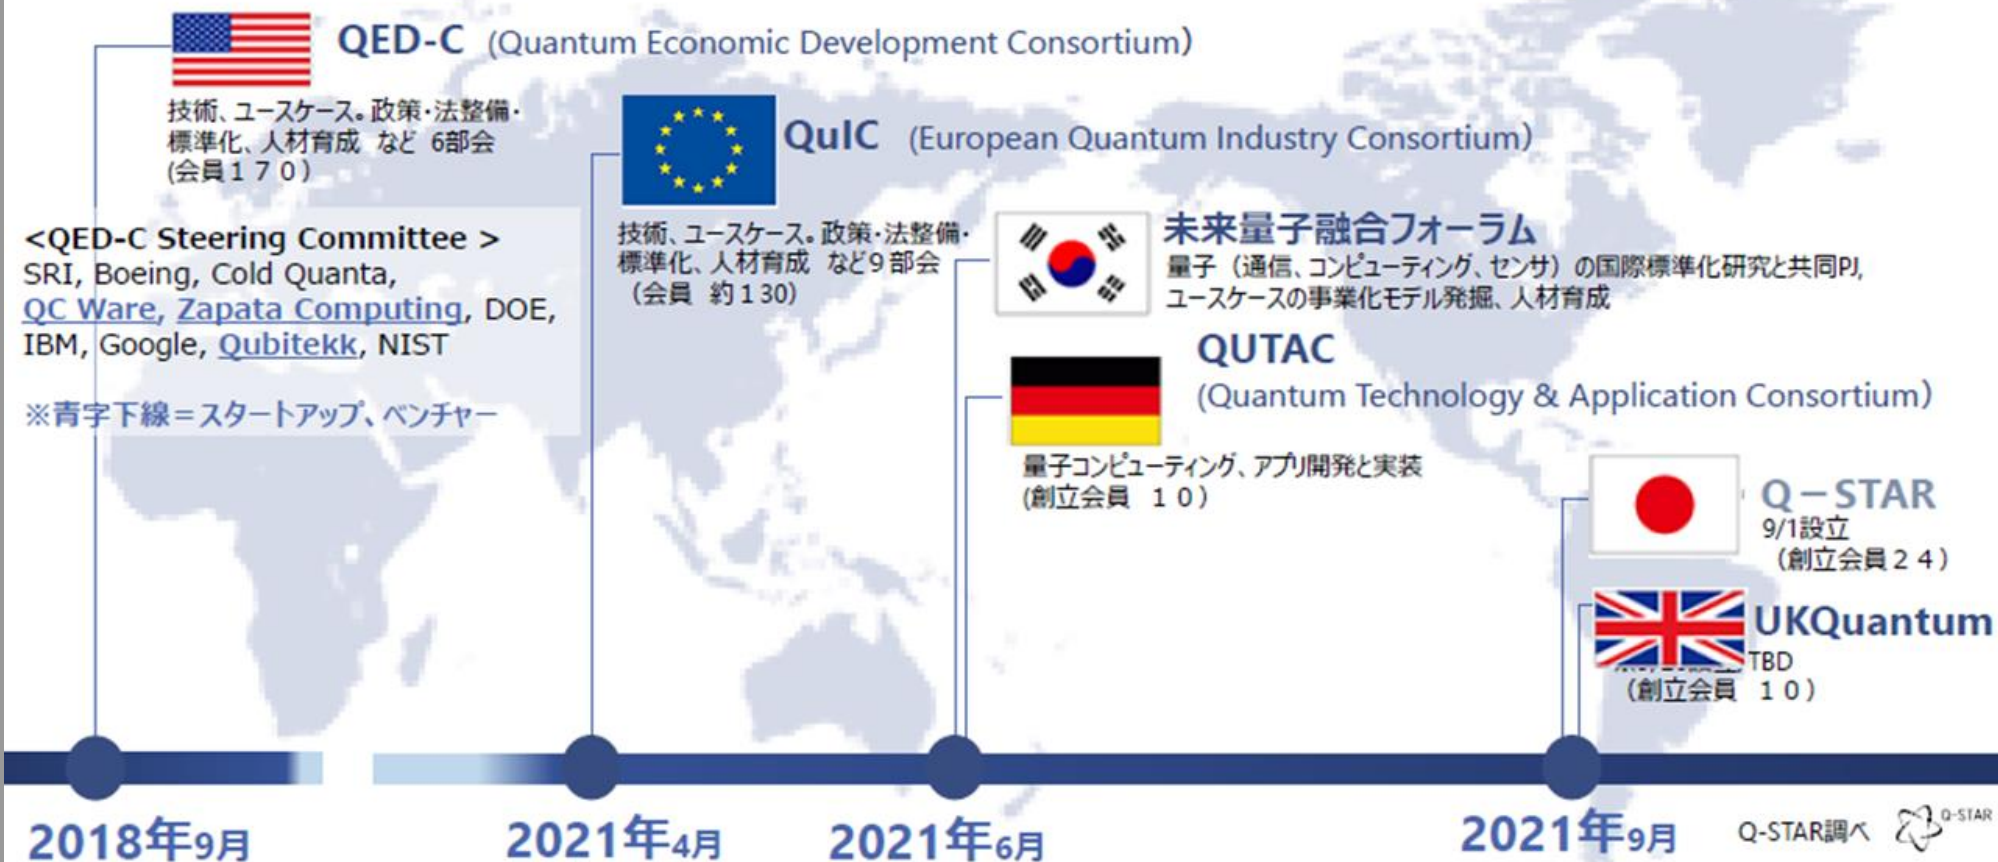 QED-C (Quantum Economic Development Consortium)
技術、ユースケース。政策・法整備・
標準化、人材育成 など 6部会
(会員170)
<QED-C Steering Committee >
SRI, Boeing, Cold Quanta,
QC Ware, Zapata Computing, DOE,
IBM, Google, Qubitekk, NIST
※青字下線=スタートアップ、ベンチャー
QuIC (European Quantum Industry Consortium)
技術、ユースケース。政策・法整備・
標準化、人材育成 など9部会
(会員 約130)
未来量子融合フォーラム
量子(通信、コンピューティング、センサ)の国際標準化研究と共同PJ,
ユースケースの事業化モデル発掘、人材育成
QUTAC
(Quantum Technology & Application Consortium)
量子コンピューティング、アプリ開発と実装
(創立会員 10)
Q-STAR
9/1設立
(創立会員24)
UKQuantum
TBD
(創立会員 10)
2018年9月
2021年4月
2021年6月
2021年9月
Q-STAR調べ
Q-STAR